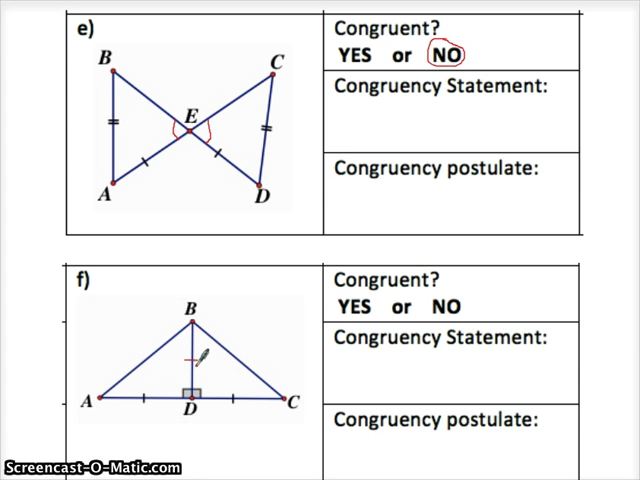 e)
Congruent?
YES or NO
Congruency Statement:
Congruency postulate:
B
C
E
A
D
f)
Congruent?
YES or NO
Congruency Statement:
Congruency postulate:
B
A
D
C
Screencast-O-Matic.com